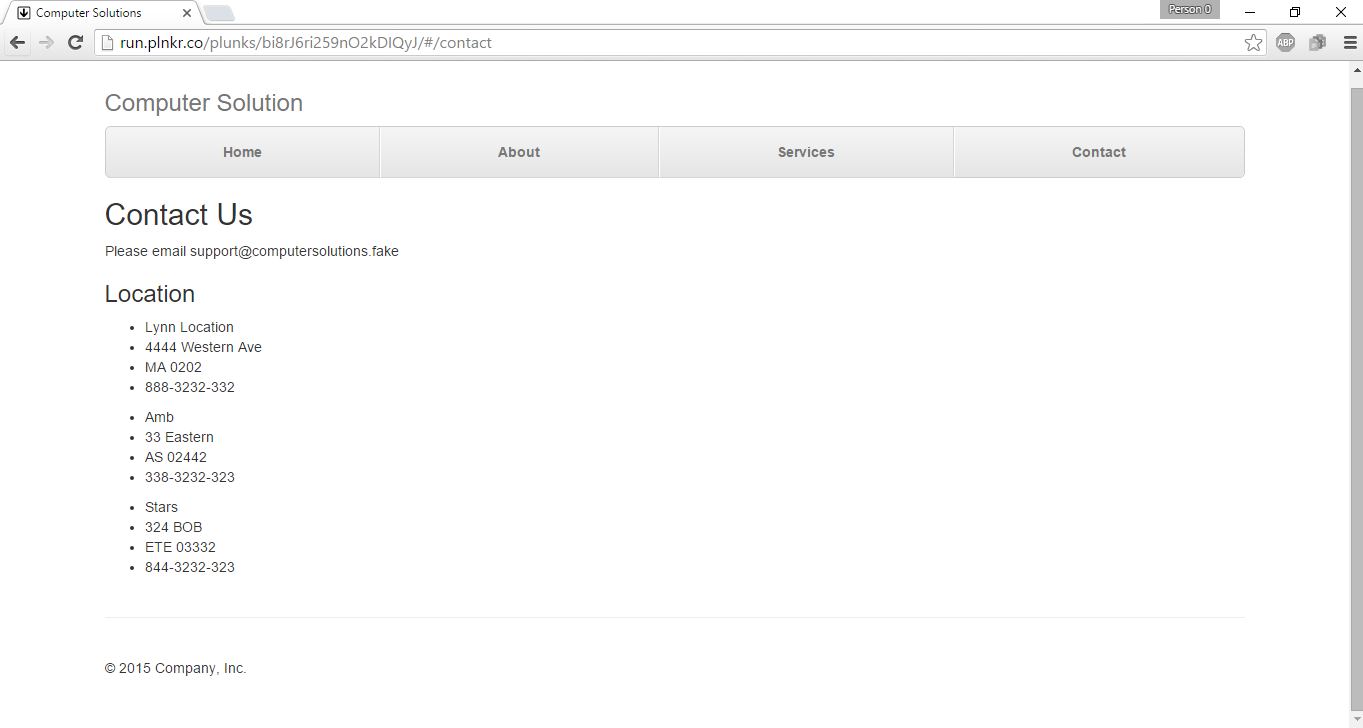 Computer Solutions
Person 0
run.plnkr.co/plunks/bi8rJ6ri259nO2kDIQyJ/#/contact
ABP
Computer Solution
Home About Services Contact
Contact Us
Please email support@computersolutions.fake
Location
Lynn Location
4444 Western Ave
MA 0202
888-3232-332
Amb
33 Eastern
AS 02442
338-3232-323
Stars
324 BOB
ETE 03332
844-3232-323
© 2015 Company, Inc.